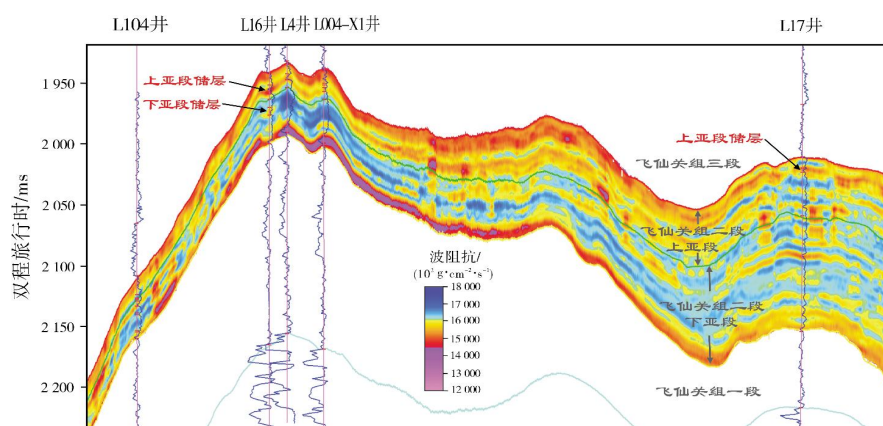 L104井
L16井
L4井
L004-X1井
L17井
双程旅行时/ms
1 950
2 000
2 050
2 100
2 150
2 200
上亚段储层
下亚段储层
上亚段储层
飞仙关组三段
飞仙关组二段
上亚段
飞仙关组二段
下亚段
飞仙关组一段
波阻抗/
(10³ g•cm⁻²•s⁻¹)
18 000
17 000
16 000
15 000
14 000
13 000
12 000